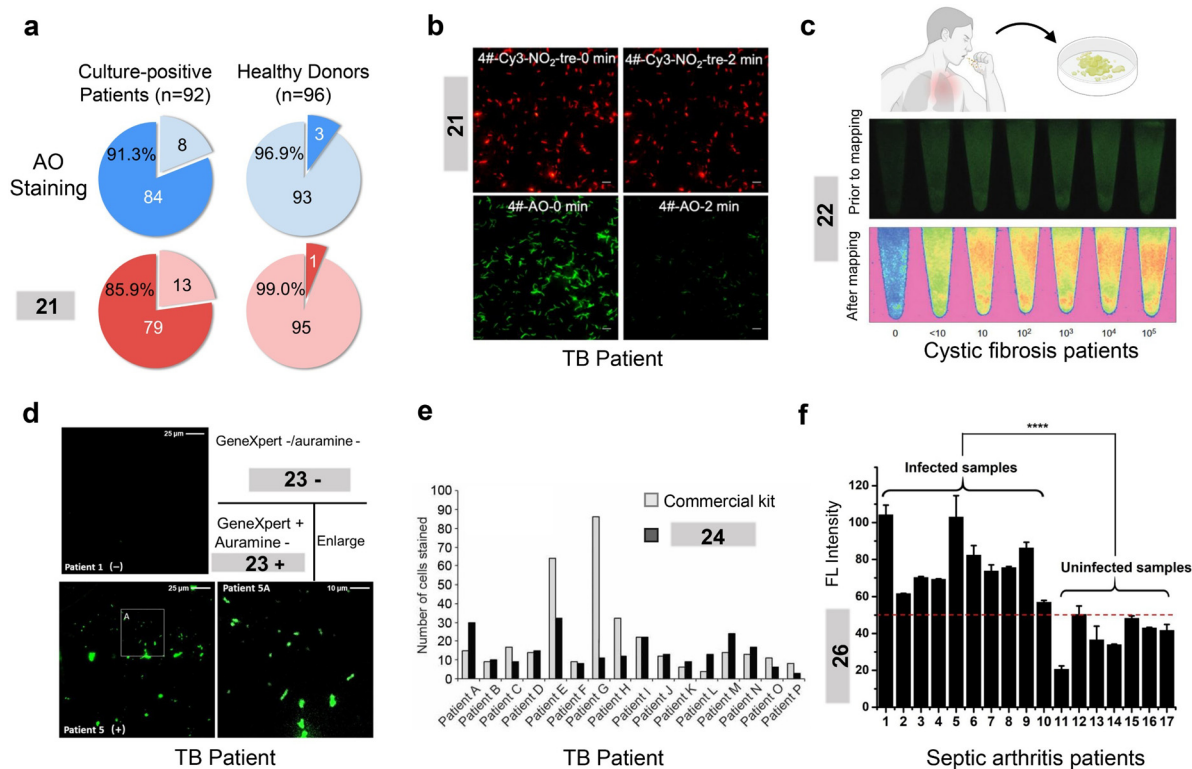 a
Culture-positive
Patients (n=92)
Healthy Donors
(n=96)
AO
Staining
91.3%
8
84
96.9%
3
93
21
85.9%
13
79
99.0%
1
95
b
21
4#-Cy3-NO₂-tre-0 min
4#-Cy3-NO₂-tre-2 min
4#-AO-0 min
4#-AO-2 min
TB Patient
c
22
Prior to mapping
After mapping
0
<10
10
10²
10³
10⁴
10⁵
Cystic fibrosis patients
d
25 µm
Patient 1 (–)
GeneXpert -/auramine -
23 -
GeneXpert +
Auramine -
23 +
Enlarge
25 µm
A
Patient 5 (+)
Patient 5A
10 µm
TB Patient
e
Number of cells stained
100
90
80
70
60
50
40
30
20
10
0
Commercial kit
24
Patient A
Patient B
Patient C
Patient D
Patient E
Patient F
Patient G
Patient H
Patient I
Patient J
Patient K
Patient L
Patient M
Patient N
Patient O
Patient P
TB Patient
f
****
Infected samples
Uninfected samples
FL Intensity
26
120
100
80
60
40
20
0
1 2 3 4 5 6 7 8 9 10 11 12 13 14 15 16 17
Septic arthritis patients